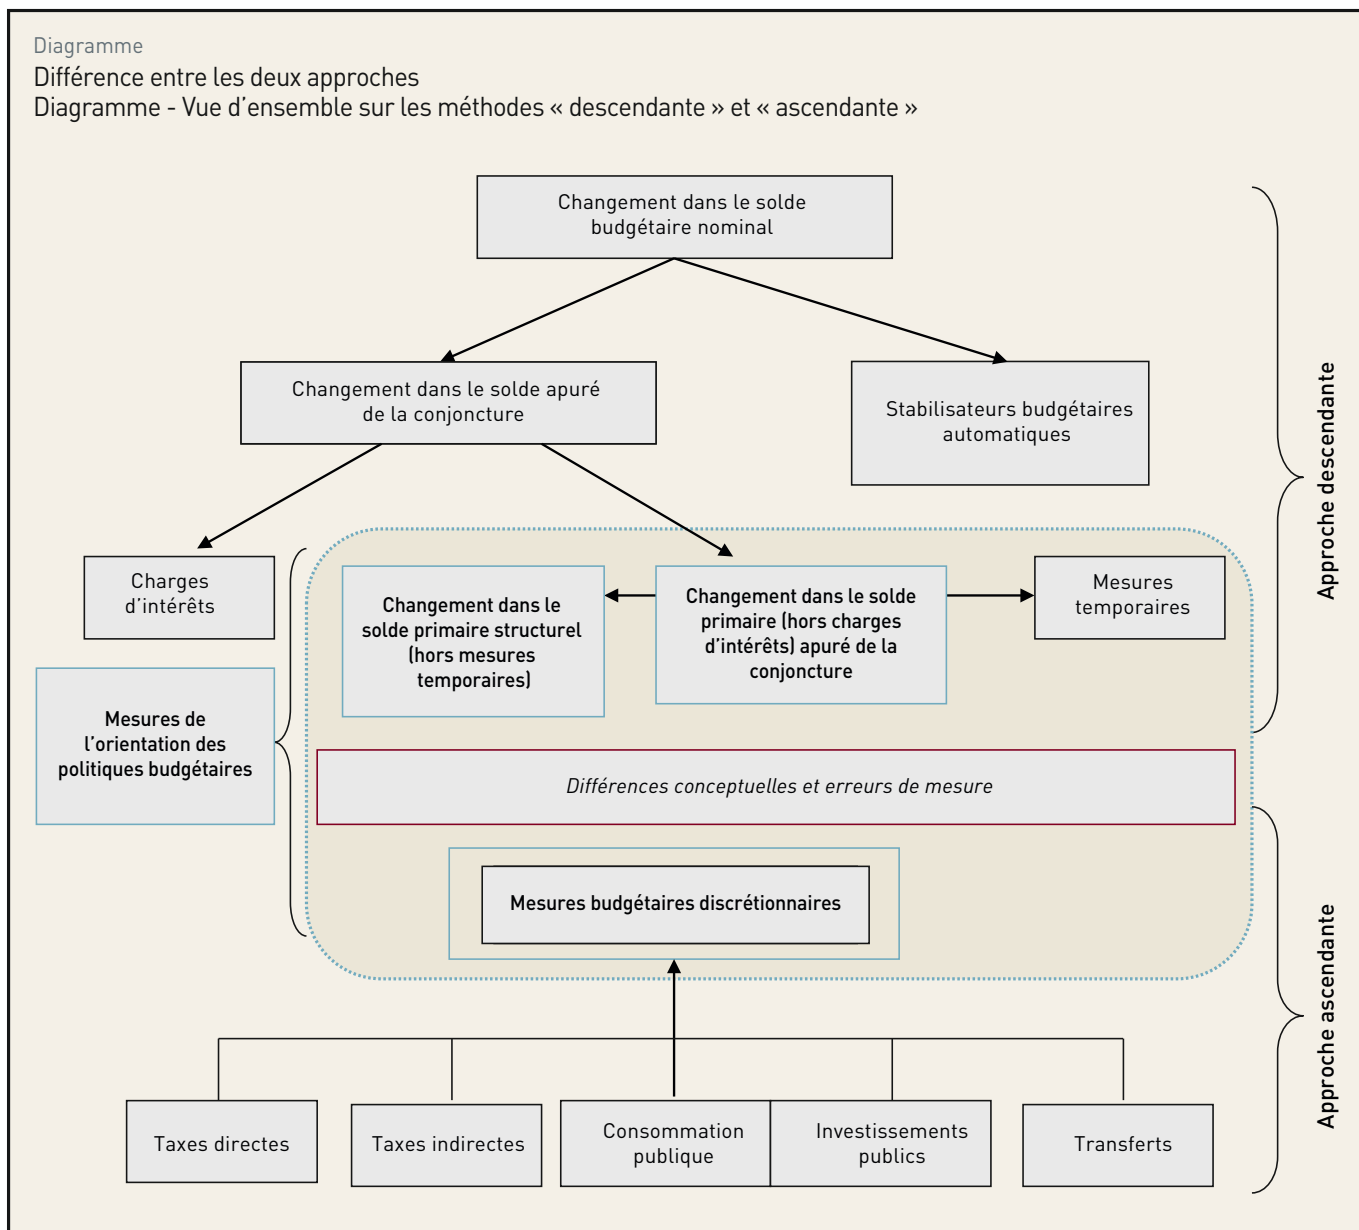 Diagramme
Différence entre les deux approches
Diagramme - Vue d'ensemble sur les méthodes « descendante » et « ascendante »
Changement dans le solde
budgétaire nominal
Changement dans le solde apuré
de la conjoncture
Stabilisateurs budgétaires
automatiques
Approche descendante
Charges
d'intérêts
Changement dans le
solde primaire structurel
(hors mesures
temporaires)
Changement dans le solde
primaire (hors charges
d'intérêts) apuré de la
conjoncture
Mesures
temporaires
Mesures de
l'orientation des
politiques budgétaires
Différences conceptuelles et erreurs de mesure
Mesures budgétaires discrétionnaires
Approche ascendante
Taxes directes
Taxes indirectes
Consommation
publique
Investissements
publics
Transferts